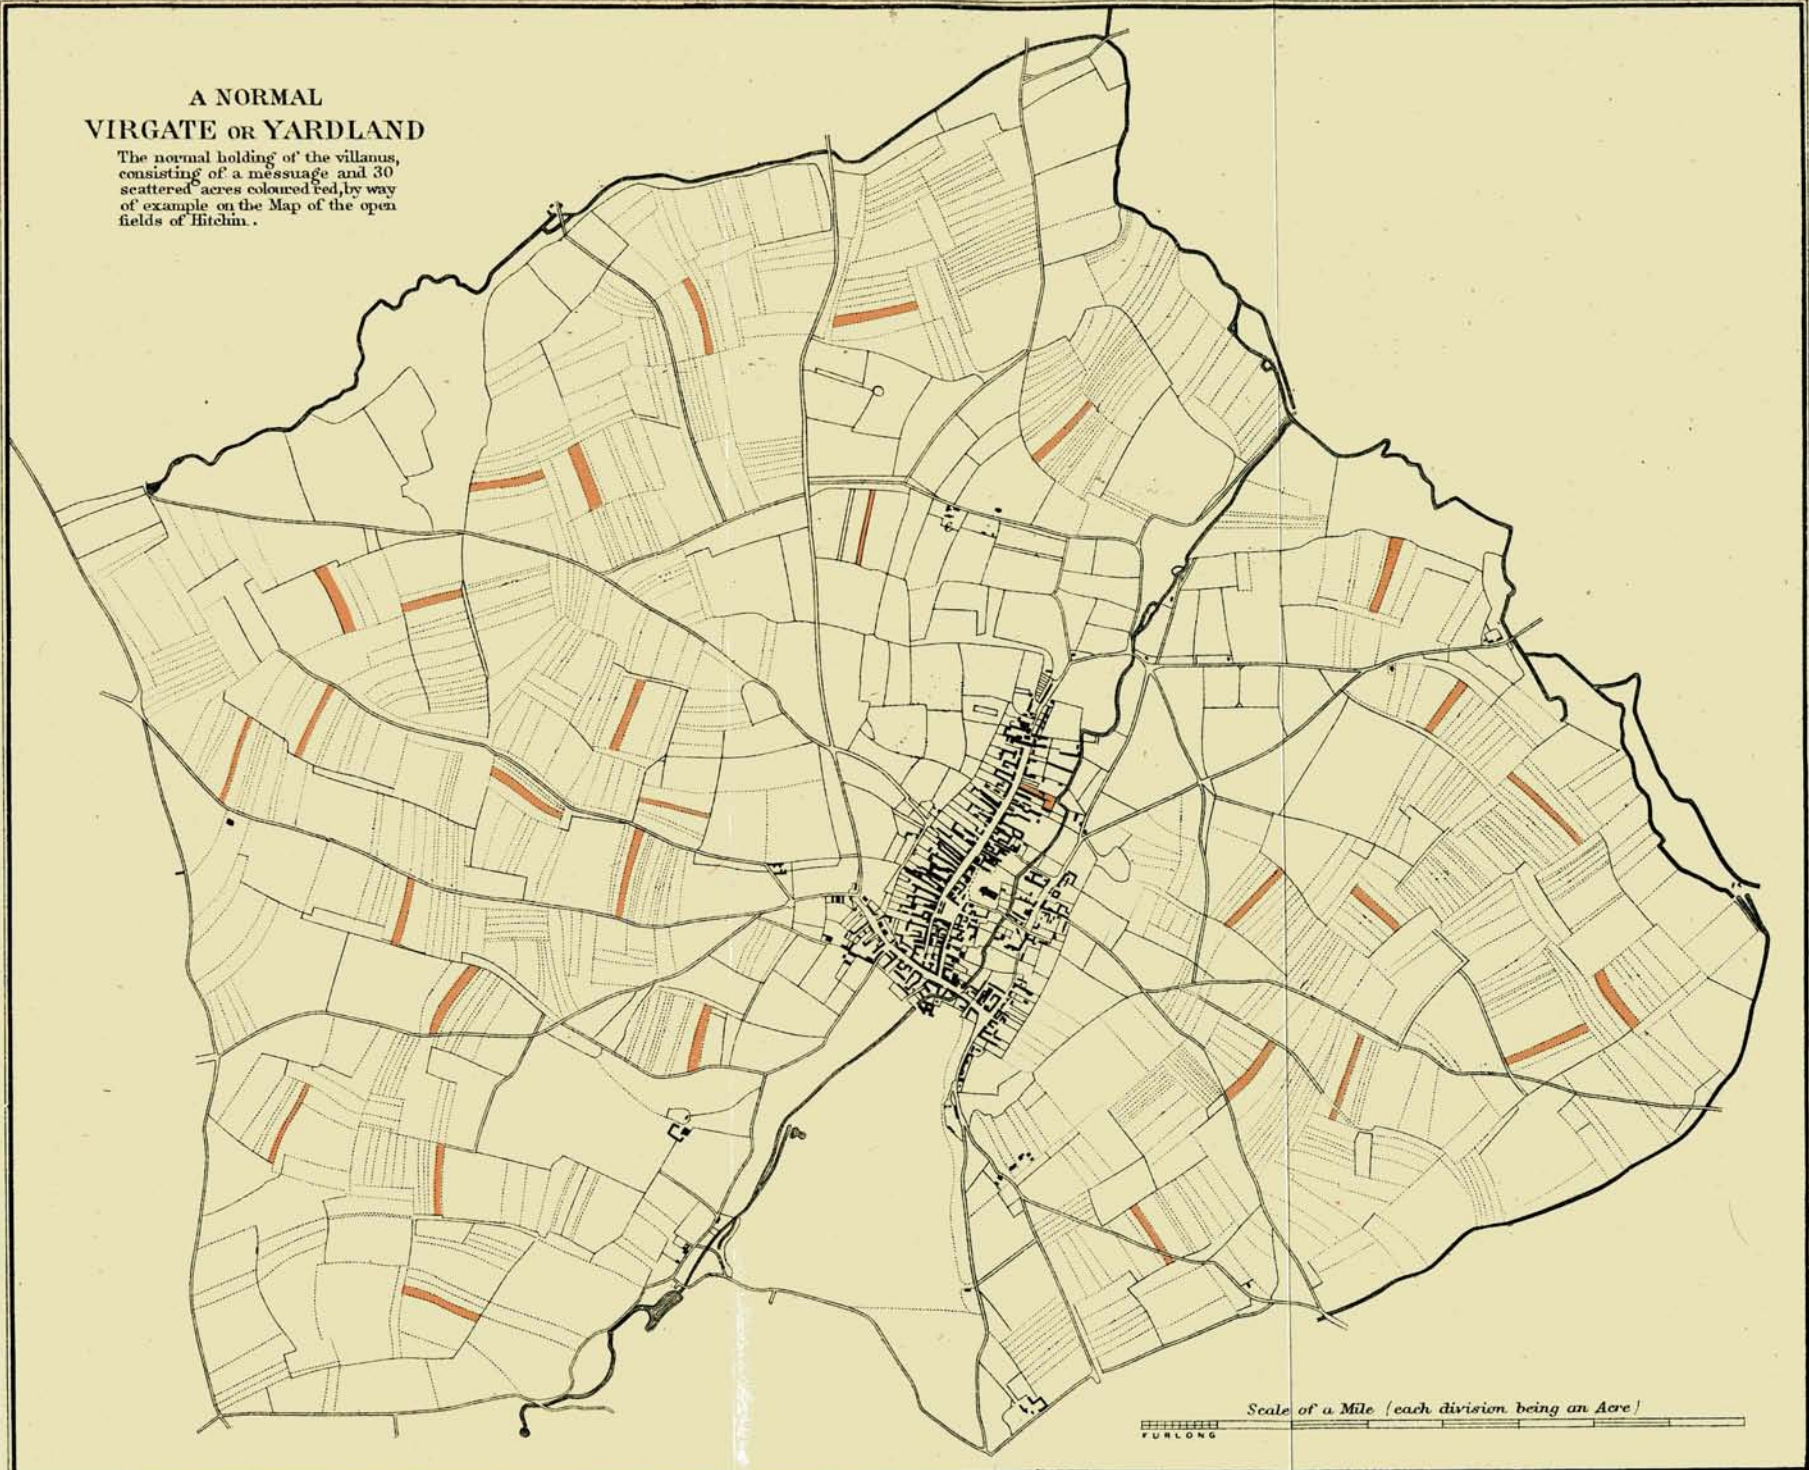 A NORMAL
VIRGATE OR YARDLAND
The normal holding of the villanus,
consisting of a messuage and 30
scattered acres coloured red, by way
of example on the Map of the open
fields of Hitchin.
Scale of a Mile (each division being an Acre)
FURLONG